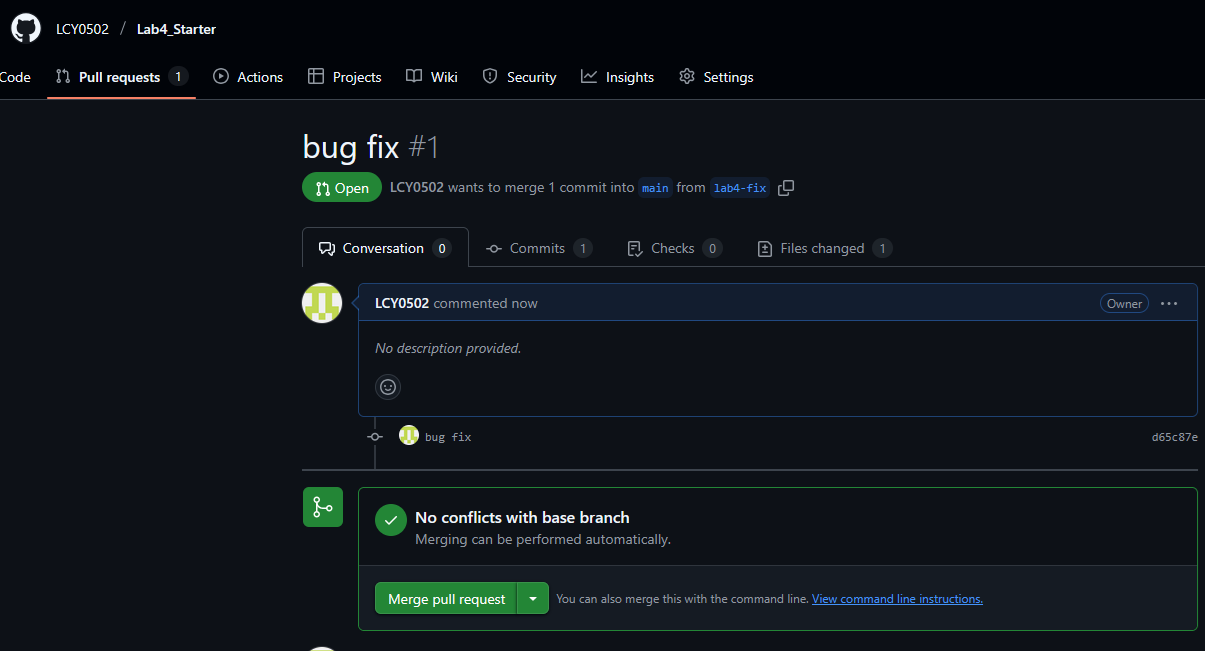 LCY0502 / Lab4_Starter
Code Pull requests 1 Actions Projects Wiki Security Insights Settings
bug fix #1
Open LCY0502 wants to merge 1 commit into main from lab4-fix
Conversation 0 Commits 1 Checks 0 Files changed 1
LCY0502 commented now Owner
No description provided.
bug fix d65c87e
No conflicts with base branch
Merging can be performed automatically.
Merge pull request You can also merge this with the command line. View command line instructions.